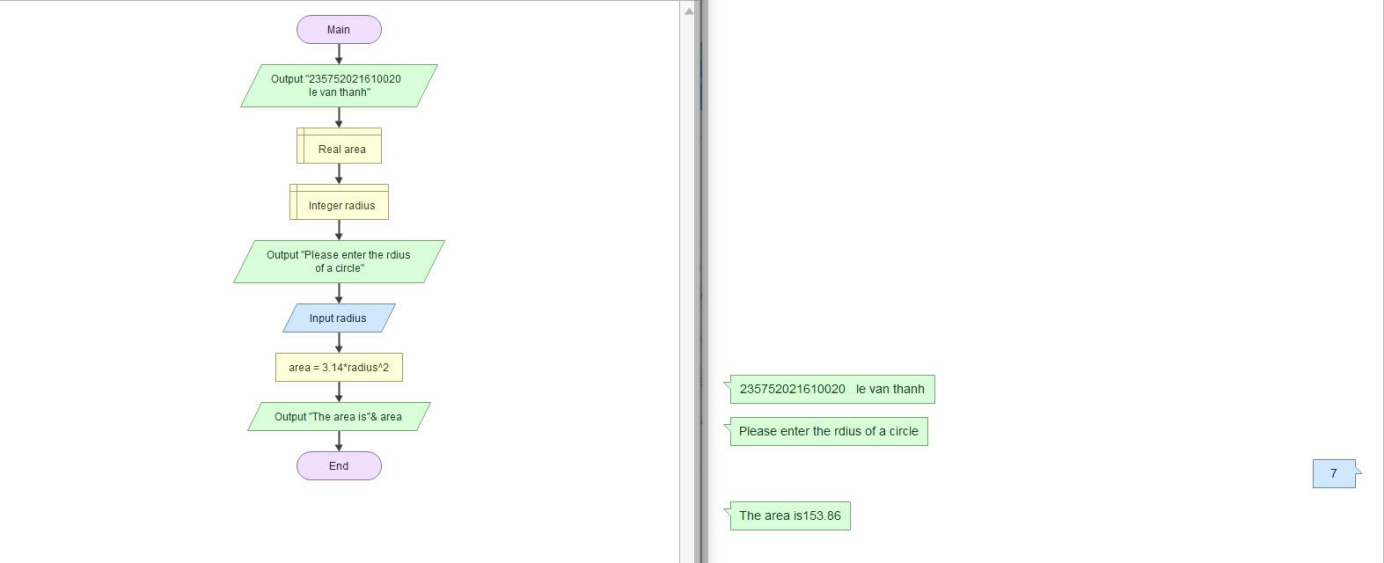 Main
Output "235752021610020
le van thanh"
Real area
Integer radius
Output "Please enter the rdius
of a circle"
Input radius
area = 3.14*radius^2
Output "The area is"& area
End
235752021610020   le van thanh
Please enter the rdius of a circle
7
The area is153.86